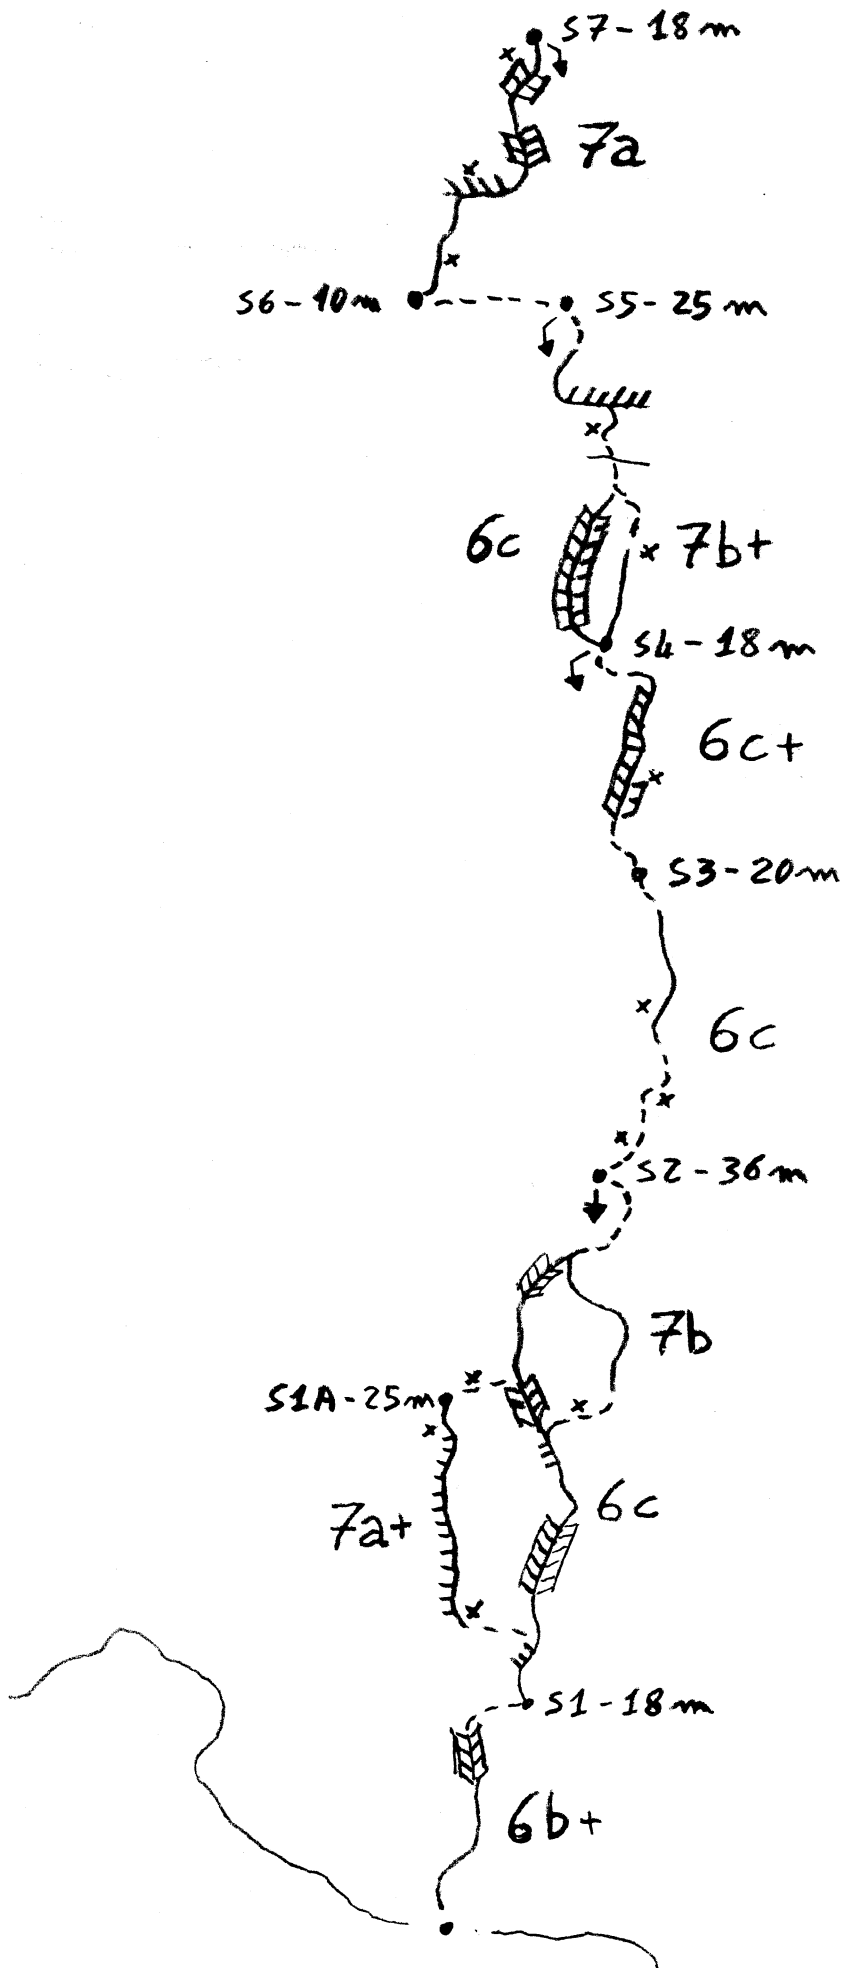 S7 - 18 m
7a
S6 - 10 m
S5 - 25 m
6c
7b+
S4 - 18 m
6c+
S3 - 20 m
6c
S2 - 36 m
7b
S1A - 25 m
6c
7a+
S1 - 18 m
6b+